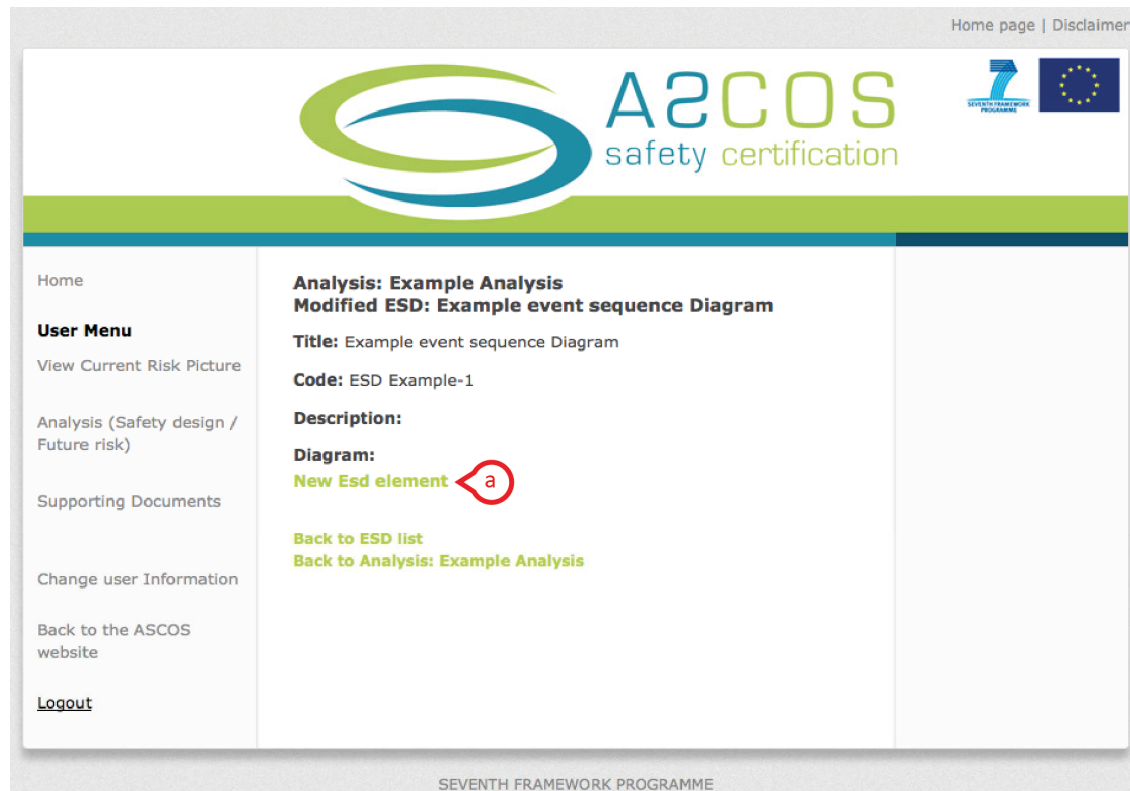 Home page | Disclaimer
ASCOS
safety certification
SEVENTH FRAMEWORK
PROGRAMME
Home
User Menu
View Current Risk Picture
Analysis (Safety design /
Future risk)
Supporting Documents
Change user Information
Back to the ASCOS
website
Logout
Analysis: Example Analysis
Modified ESD: Example event sequence Diagram
Title: Example event sequence Diagram
Code: ESD Example-1
Description:
Diagram:
New Esd element
a
Back to ESD list
Back to Analysis: Example Analysis
SEVENTH FRAMEWORK PROGRAMME